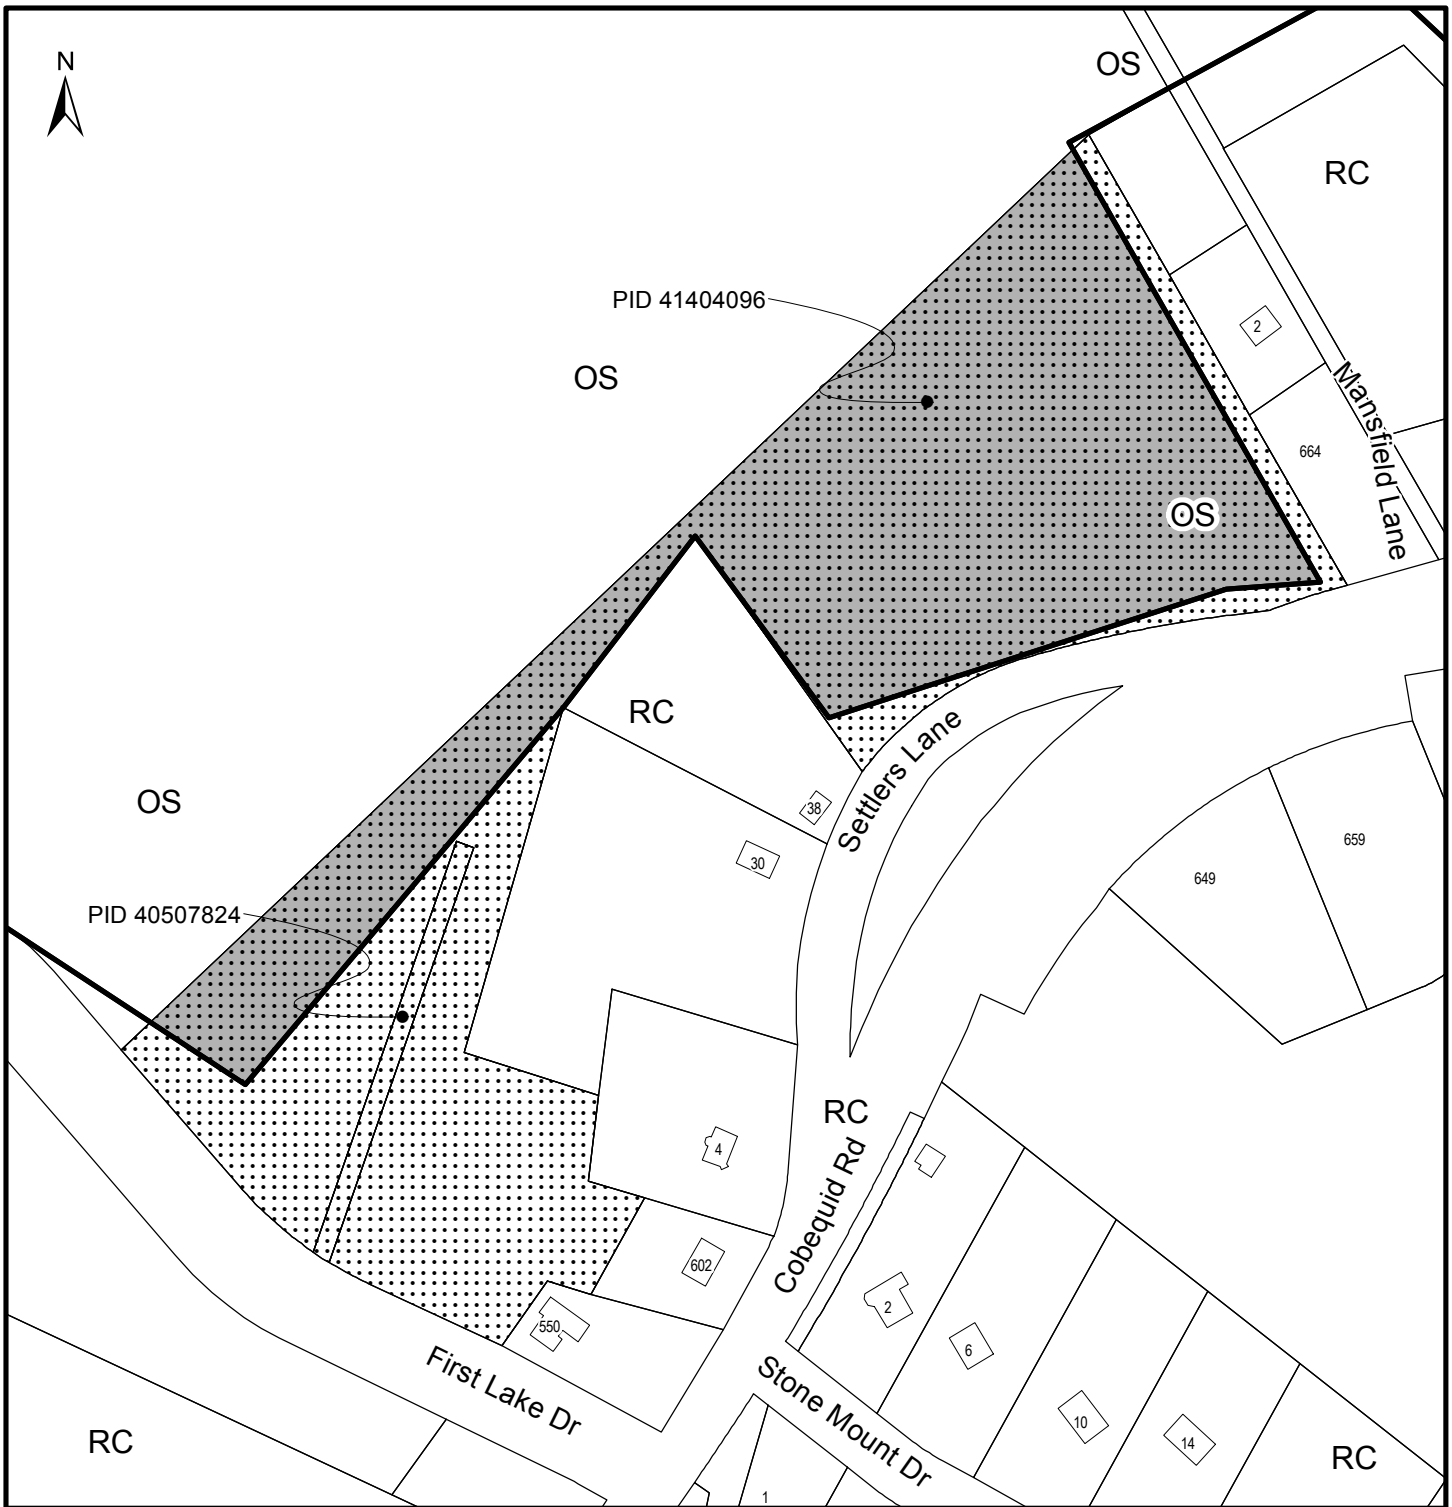 N
OS
RC
PID 41404096
2
OS
Mansfield Lane
664
OS
RC
Settlers Lane
OS
38
30
659
649
PID 40507824
RC
4
Cobequid Rd
602
2
550
6
First Lake Dr
Stone Mount Dr
10
RC
14
RC
1